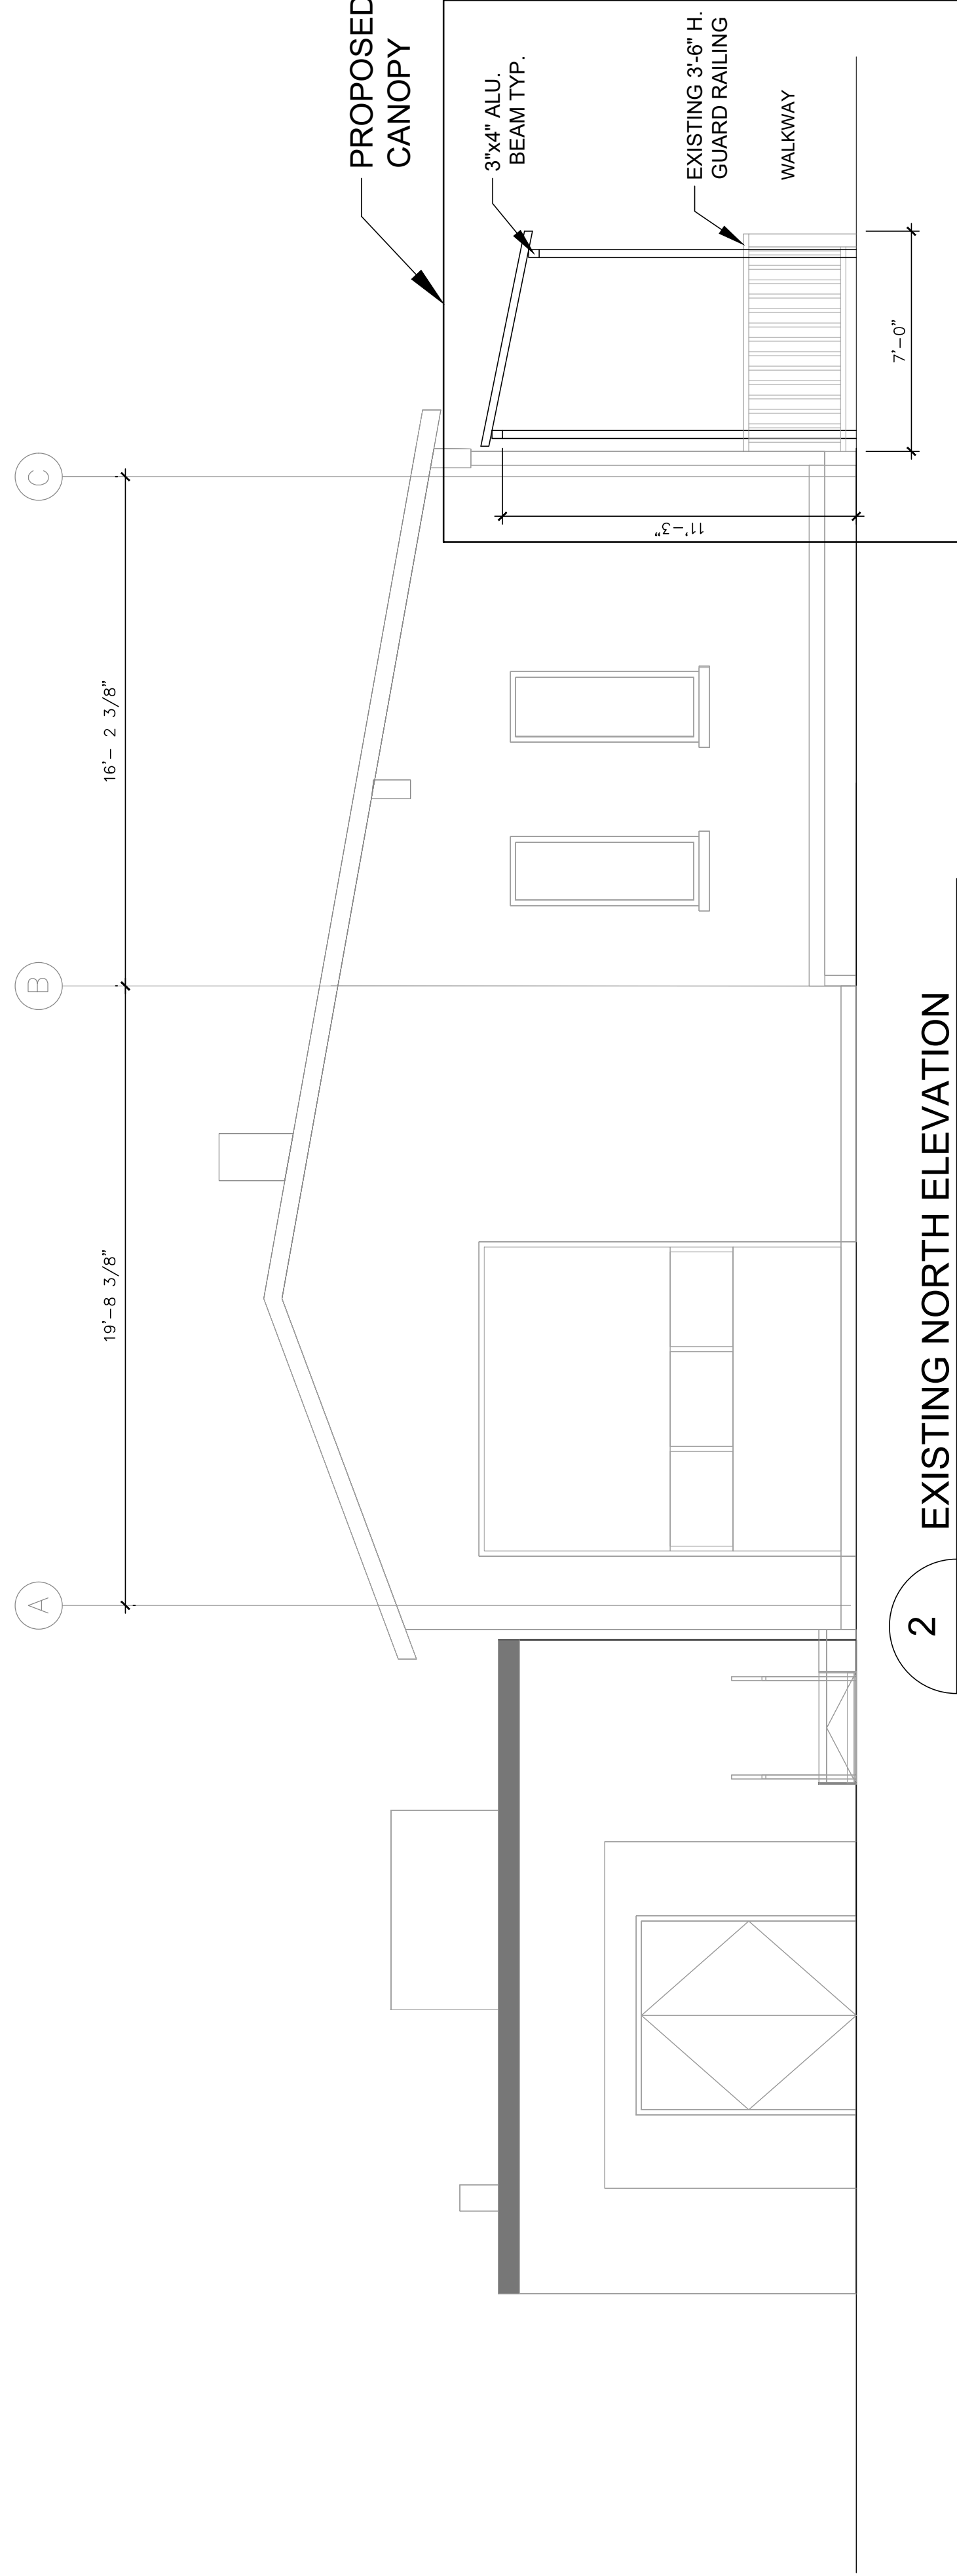 A
B
C
19'-8 3/8"
16'- 2 3/8"
PROPOSED
CANOPY
3"x4" ALU.
BEAM TYP.
EXISTING 3'-6" H.
GUARD RAILING
WALKWAY
11'-3"
7'-0"
2
EXISTING NORTH ELEVATION